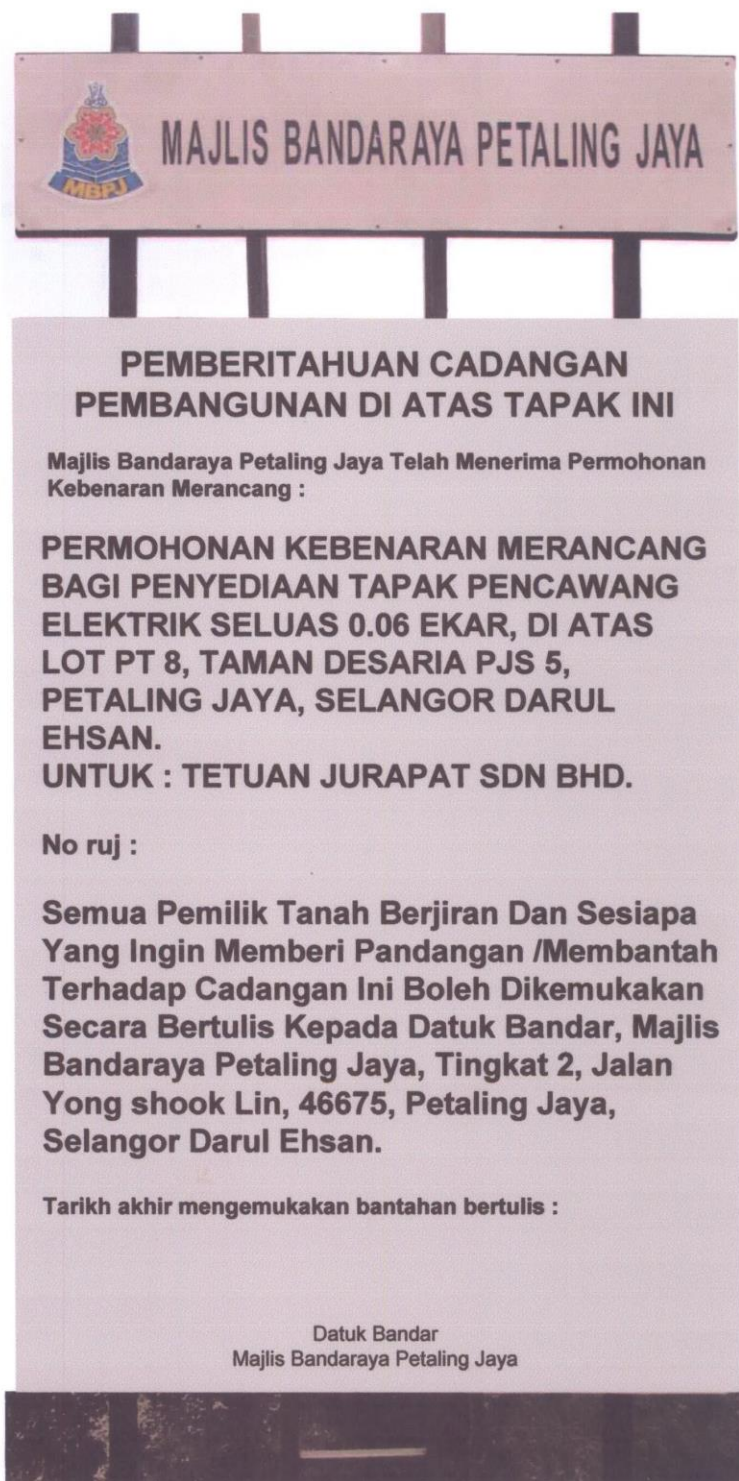 MBPJ
MAJLIS BANDARAYA PETALING JAYA
PEMBERITAHUAN CADANGAN
PEMBANGUNAN DI ATAS TAPAK INI
Majlis Bandaraya Petaling Jaya Telah Menerima Permohonan
Kebenaran Merancang :
PERMOHONAN KEBENARAN MERANCANG
BAGI PENYEDIAAN TAPAK PENCAWANG
ELEKTRIK SELUAS 0.06 EKAR, DI ATAS
LOT PT 8, TAMAN DESARIA PJS 5,
PETALING JAYA, SELANGOR DARUL
EHSAN.
UNTUK : TETUAN JURAPAT SDN BHD.
No ruj :
Semua Pemilik Tanah Berjiran Dan Sesiapa
Yang Ingin Memberi Pandangan /Membantah
Terhadap Cadangan Ini Boleh Dikemukakan
Secara Bertulis Kepada Datuk Bandar, Majlis
Bandaraya Petaling Jaya, Tingkat 2, Jalan
Yong shook Lin, 46675, Petaling Jaya,
Selangor Darul Ehsan.
Tarikh akhir mengemukakan bantahan bertulis :
Datuk Bandar
Majlis Bandaraya Petaling Jaya